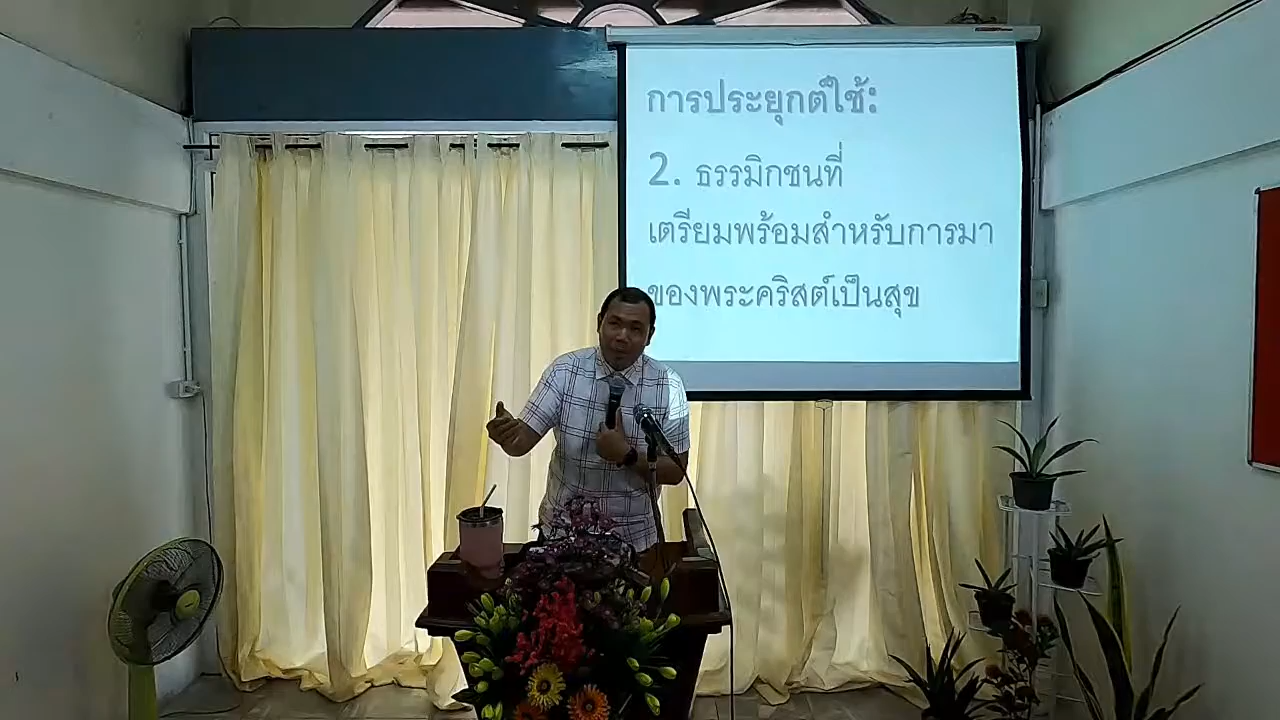 การประยุกต์ใช้:
2. ธรรมิกชนที่
เตรียมพร้อมสำหรับการมา
ของพระคริสต์เป็นสุข